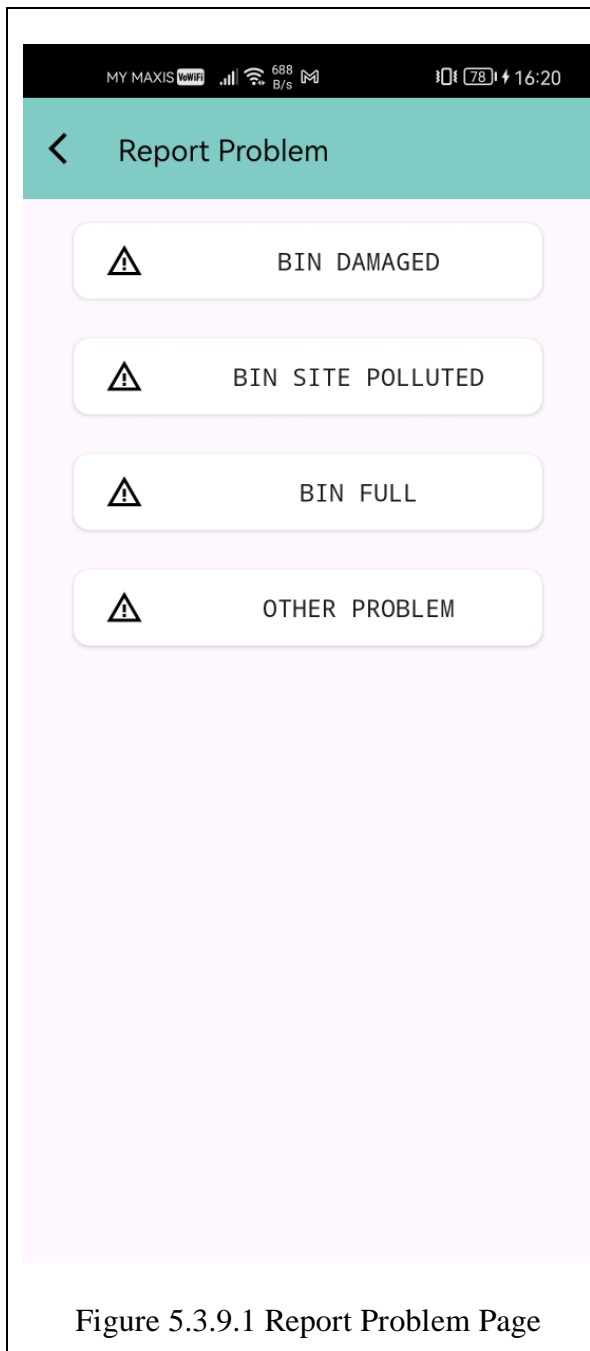 MY MAXIS VoWiFi 688 B/s 78 16:20
Report Problem
BIN DAMAGED
BIN SITE POLLUTED
BIN FULL
OTHER PROBLEM
Figure 5.3.9.1 Report Problem Page